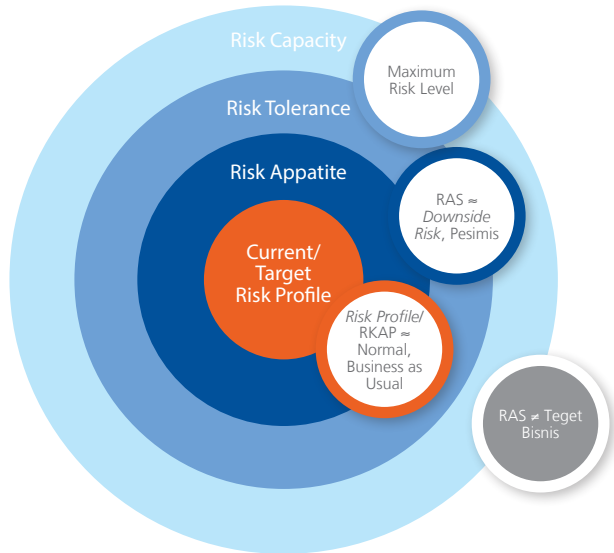 Risk Capacity
Maximum
Risk Level
Risk Tolerance
Risk Appatite
RAS ≈
Downside
Risk, Pesimis
Current/
Target
Risk Profile
Risk Profile/
RKAP ≈
Normal,
Business as
Usual
RAS ≠ Teget
Bisnis